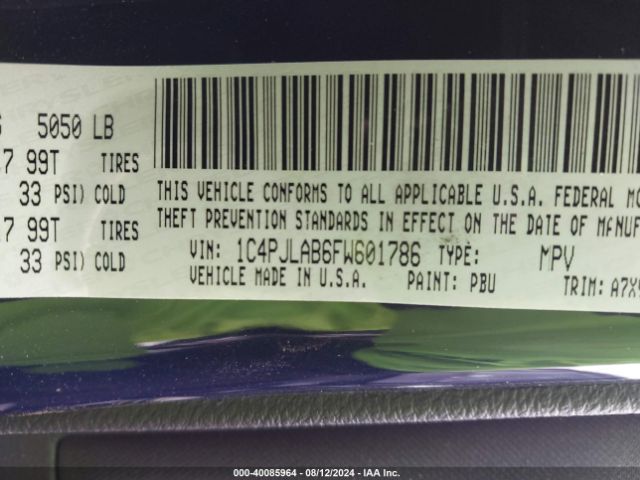 5050 LB
99T TIRES
33 PSI) COLD
99T TIRES
33 PSI) COLD
THIS VEHICLE CONFORMS TO ALL APPLICABLE U.S.A. FEDERAL
THEFT PREVENTION STANDARDS IN EFFECT ON THE DATE OF
VIN: 1C4PJLAB6FW601786 TYPE: MPV
VEHICLE MADE IN U.S.A. PAINT: PBU TRIM:
000-40085964 / 08/12/2024 / IAA Inc.